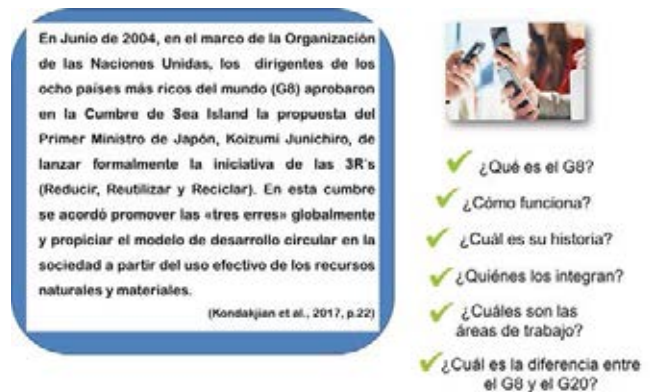 En Junio de 2004, en el marco de la Organización
de las Naciones Unidas, los dirigentes de los
ocho países más ricos del mundo (G8) aprobaron
en la Cumbre de Sea Island la propuesta del
Primer Ministro de Japón, Koizumi Junichiro, de
lanzar formalmente la iniciativa de las 3R's
(Reducir, Reutilizar y Reciclar). En esta cumbre
se acordó promover las «tres erres» globalmente
y propiciar el modelo de desarrollo circular en la
sociedad a partir del uso efectivo de los recursos
naturales y materiales.
(Kondakjian et al., 2017, p.22)
¿Qué es el G8?
¿Cómo funciona?
¿Cuál es su historia?
¿Quiénes los integran?
¿Cuáles son las
áreas de trabajo?
¿Cuál es la diferencia entre
el G8 y el G20?